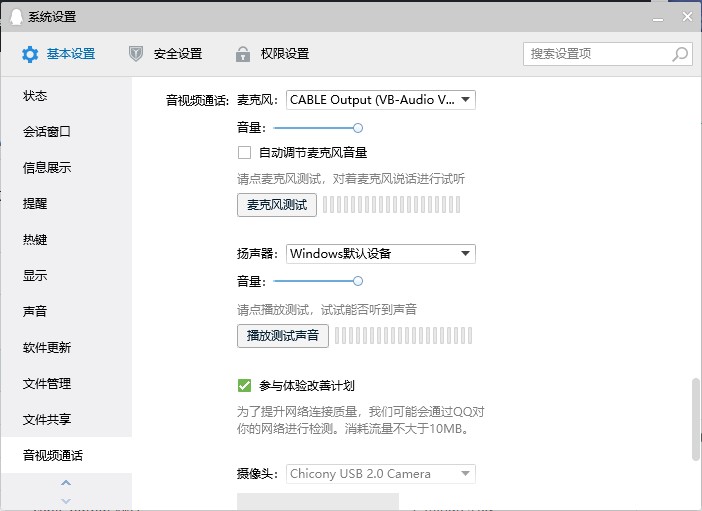 系统设置
基本设置
安全设置
权限设置
搜索设置项
状态
会话窗口
信息展示
提醒
热键
显示
声音
软件更新
文件管理
文件共享
音视频通话
音视频通话:
麦克风:
CABLE Output (VB-Audio V...
音量:
自动调节麦克风音量
请点麦克风测试，对着麦克风说话进行试听
麦克风测试
扬声器:
Windows默认设备
音量:
请点播放测试，试试能否听到声音
播放测试声音
参与体验改善计划
为了提升网络连接质量，我们可能会通过QQ对
你的网络进行检测。消耗流量不大于10MB。
摄像头:
Chicony USB 2.0 Camera